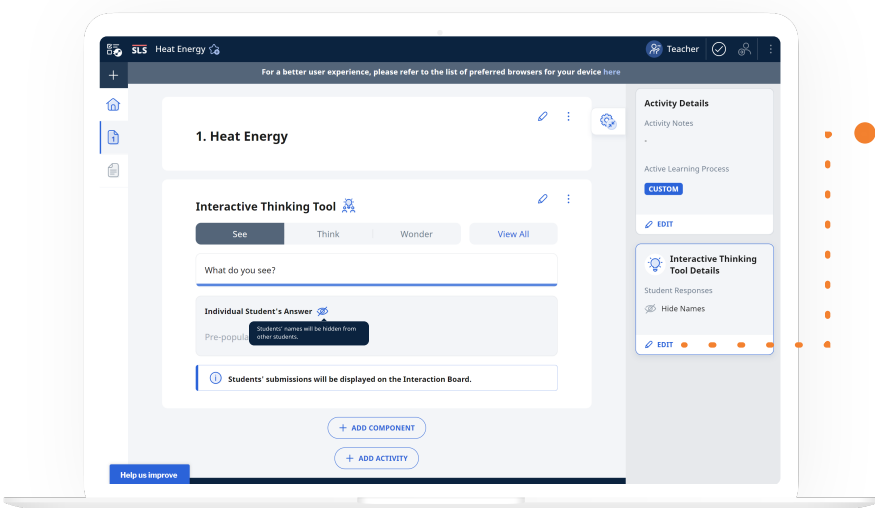 SLS Heat Energy
Teacher
For a better user experience, please refer to the list of preferred browsers for your device here
1
1. Heat Energy
Interactive Thinking Tool
See Think Wonder View All
What do you see?
Individual Student's Answer
Students' names will be hidden from
other students.
Pre-popula
Students' submissions will be displayed on the Interaction Board.
+ ADD COMPONENT
+ ADD ACTIVITY
Help us improve
Activity Details
Activity Notes
-
Active Learning Process
CUSTOM
EDIT
Interactive Thinking
Tool Details
Student Responses
Hide Names
EDIT